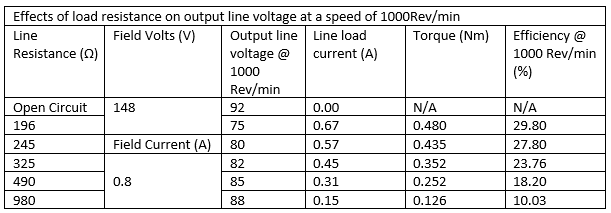 Effects of load resistance on output line voltage at a speed of 1000Rev/min
Line Resistance (Ω) Field Volts (V) Output line voltage @ 1000 Rev/min Line load current (A) Torque (Nm) Efficiency @ 1000 Rev/min (%)
Open Circuit 148 92 0.00 N/A N/A
196 75 0.67 0.480 29.80
245 Field Current (A) 80 0.57 0.435 27.80
325 0.8 82 0.45 0.352 23.76
490 85 0.31 0.252 18.20
980 88 0.15 0.126 10.03